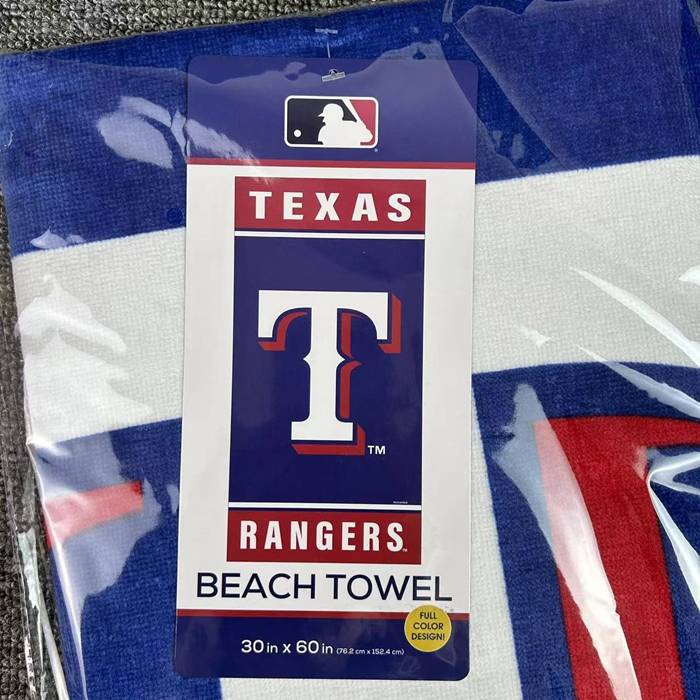 TEXAS
T
TM
RANGERS
BEACH TOWEL
FULL
COLOR
DESIGN!
30 in x 60 in (76.2 cm x 152.4 cm)